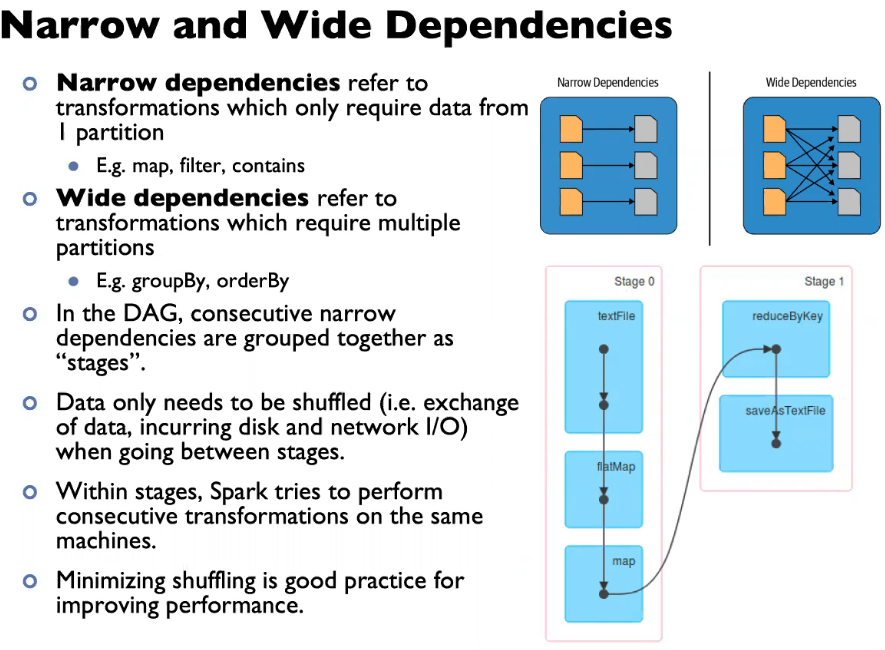 Narrow and Wide Dependencies
Narrow dependencies refer to
transformations which only require data from
1 partition
E.g. map, filter, contains
Wide dependencies refer to
transformations which require multiple
partitions
E.g. groupBy, orderBy
In the DAG, consecutive narrow
dependencies are grouped together as
“stages”.
Data only needs to be shuffled (i.e. exchange
of data, incurring disk and network I/O)
when going between stages.
Within stages, Spark tries to perform
consecutive transformations on the same
machines.
Minimizing shuffling is good practice for
improving performance.
Narrow Dependencies
Wide Dependencies
Stage 0
textFile
flatMap
map
Stage 1
reduceByKey
saveAsTextFile